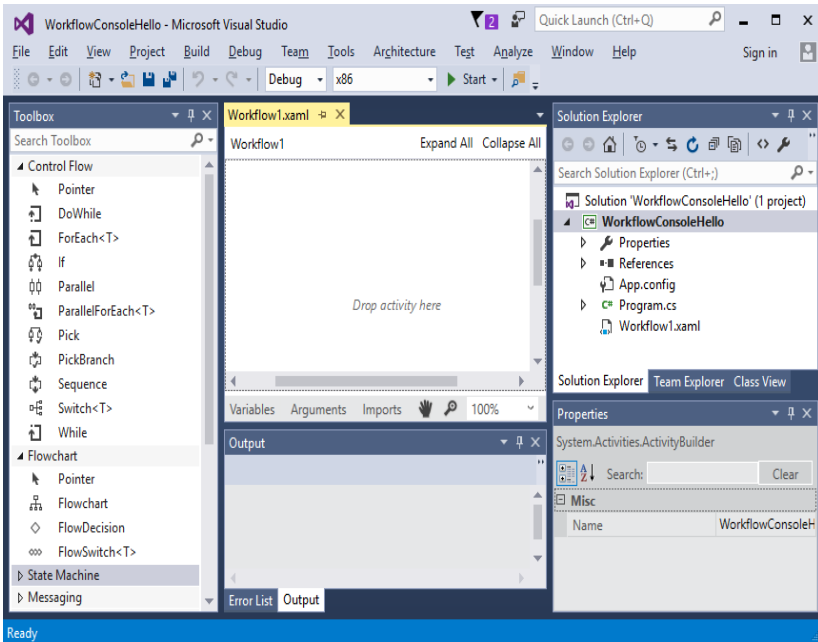 WorkflowConsoleHello - Microsoft Visual Studio
2
Quick Launch (Ctrl+Q)
File Edit View Project Build Debug Team Tools Architecture Test Analyze Window Help Sign in
Debug x86 Start
Toolbox
Search Toolbox
Control Flow
Pointer
DoWhile
ForEach<T>
If
Parallel
ParallelForEach<T>
Pick
PickBranch
Sequence
Switch<T>
While
Flowchart
Pointer
Flowchart
FlowDecision
FlowSwitch<T>
State Machine
Messaging
Workflow1.xaml
Workflow1 Expand All Collapse All
Drop activity here
Variables Arguments Imports 100%
Output
Error List Output
Solution Explorer
Search Solution Explorer (Ctrl+;)
Solution 'WorkflowConsoleHello' (1 project)
C# WorkflowConsoleHello
Properties
References
App.config
C# Program.cs
Workflow1.xaml
Solution Explorer Team Explorer Class View
Properties
System.Activities.ActivityBuilder
Search: Clear
Misc
Name WorkflowConsoleH
Ready